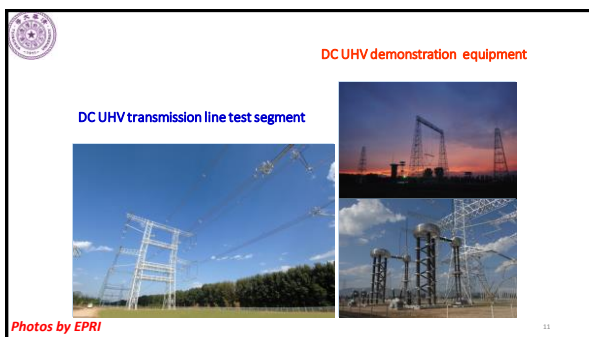 DC UHV demonstration equipment
DC UHV transmission line test segment
Photos by EPRI
11